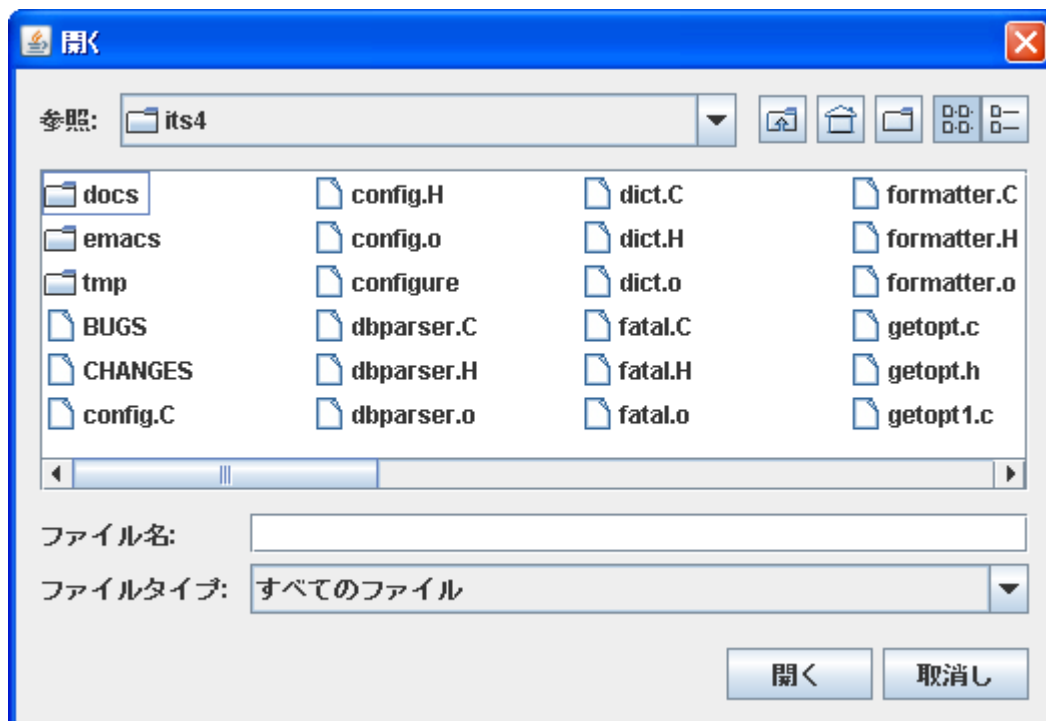 開く
参照: its4
docs config.H dict.C formatter.C
emacs config.o dict.H formatter.H
tmp configure dict.o formatter.o
BUGS dbparser.C fatal.C getopt.c
CHANGES dbparser.H fatal.H getopt.h
config.C dbparser.o fatal.o getopt1.c
ファイル名:
ファイルタイプ: すべてのファイル
開く 取消し